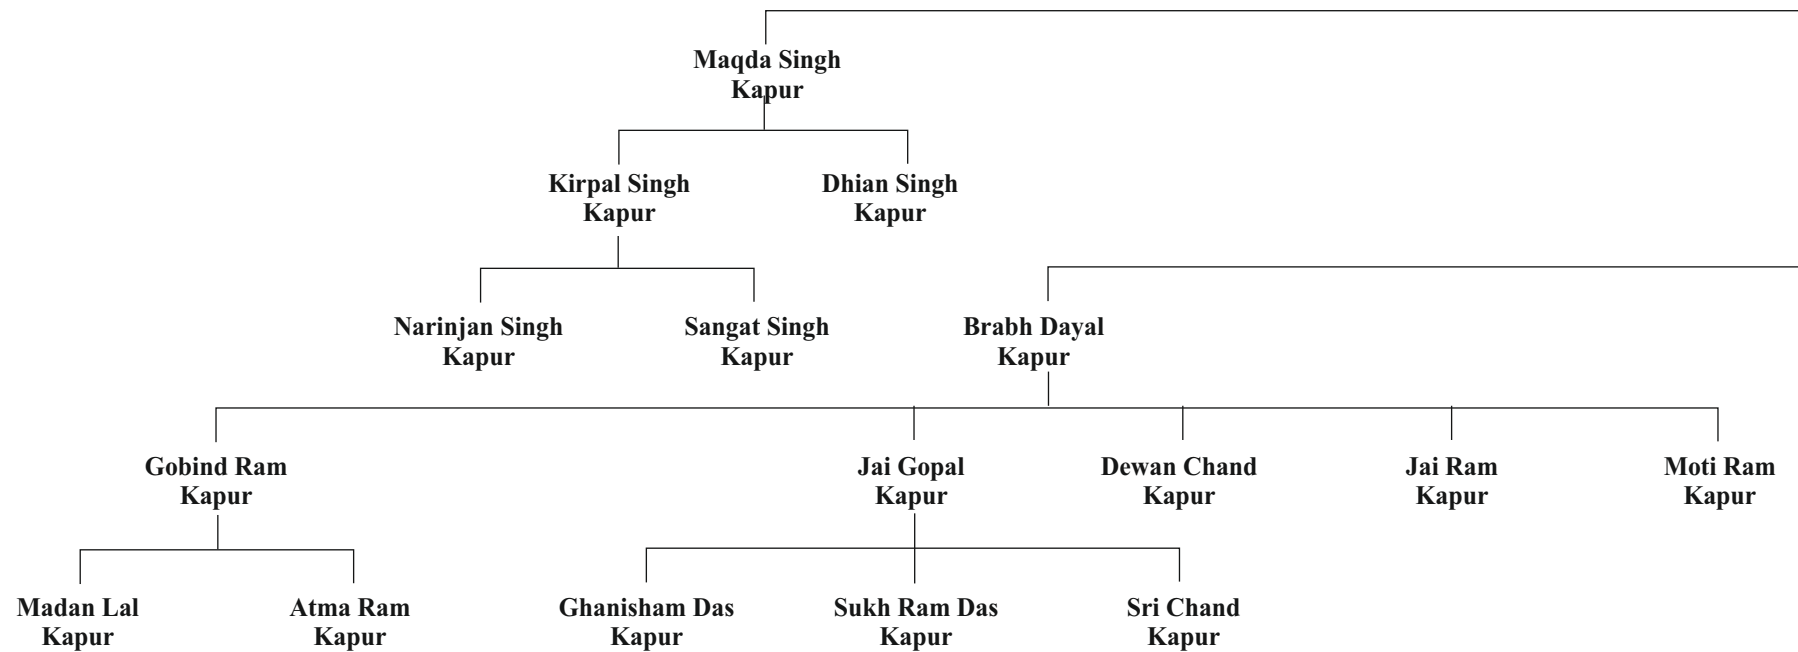 Maqda Singh
Kapur
Kirpal Singh
Kapur
Dhian Singh
Kapur
Narinjan Singh
Kapur
Sangat Singh
Kapur
Brabh Dayal
Kapur
Gobind Ram
Kapur
Jai Gopal
Kapur
Dewan Chand
Kapur
Jai Ram
Kapur
Moti Ram
Kapur
Madan Lal
Kapur
Atma Ram
Kapur
Ghanisham Das
Kapur
Sukh Ram Das
Kapur
Sri Chand
Kapur